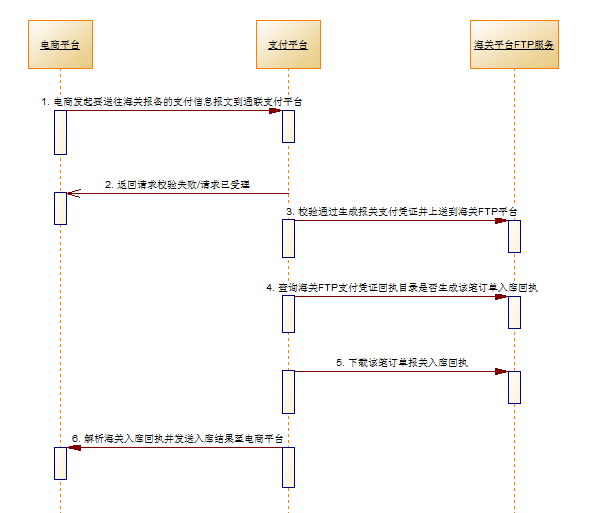 电商平台
支付平台
海关平台FTP服务
1. 电商发起要送往海关报备的支付信息报文到通联支付平台
2. 返回请求校验失败/请求已受理
3. 校验通过生成报关支付凭证并上送到海关FTP平台
4. 查询海关FTP支付凭证回执目录是否生成该笔订单入库回执
5. 下载该笔订单报关入库回执
6. 解析海关入库回执并发送入库结果至电商平台